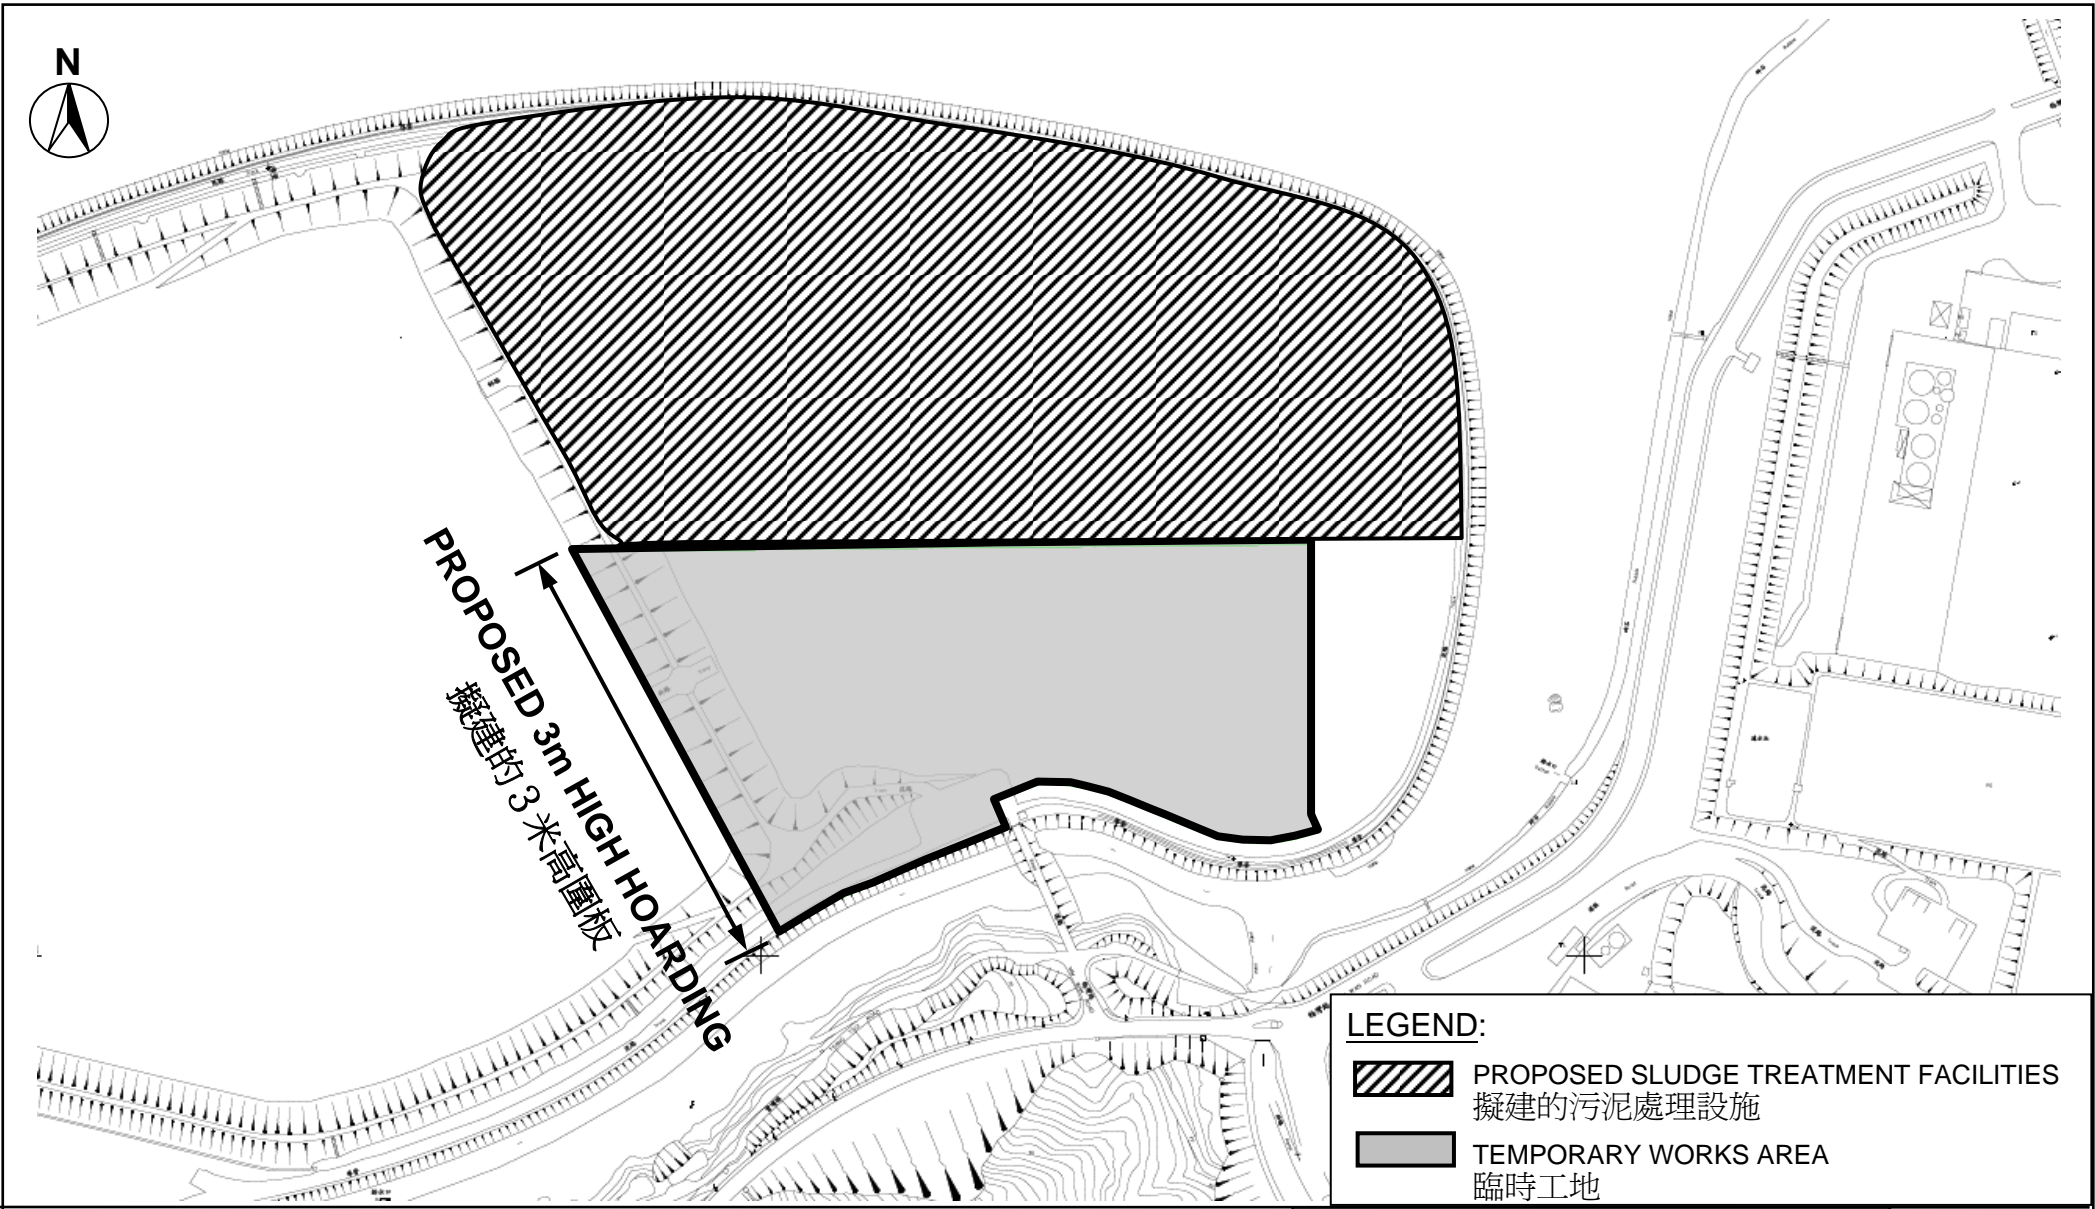 N
PROPOSED 3m HIGH HOARDING
擬建的 3 米高圍板
LEGEND:
PROPOSED SLUDGE TREATMENT FACILITIES
擬建的污泥處理設施
TEMPORARY WORKS AREA
臨時工地